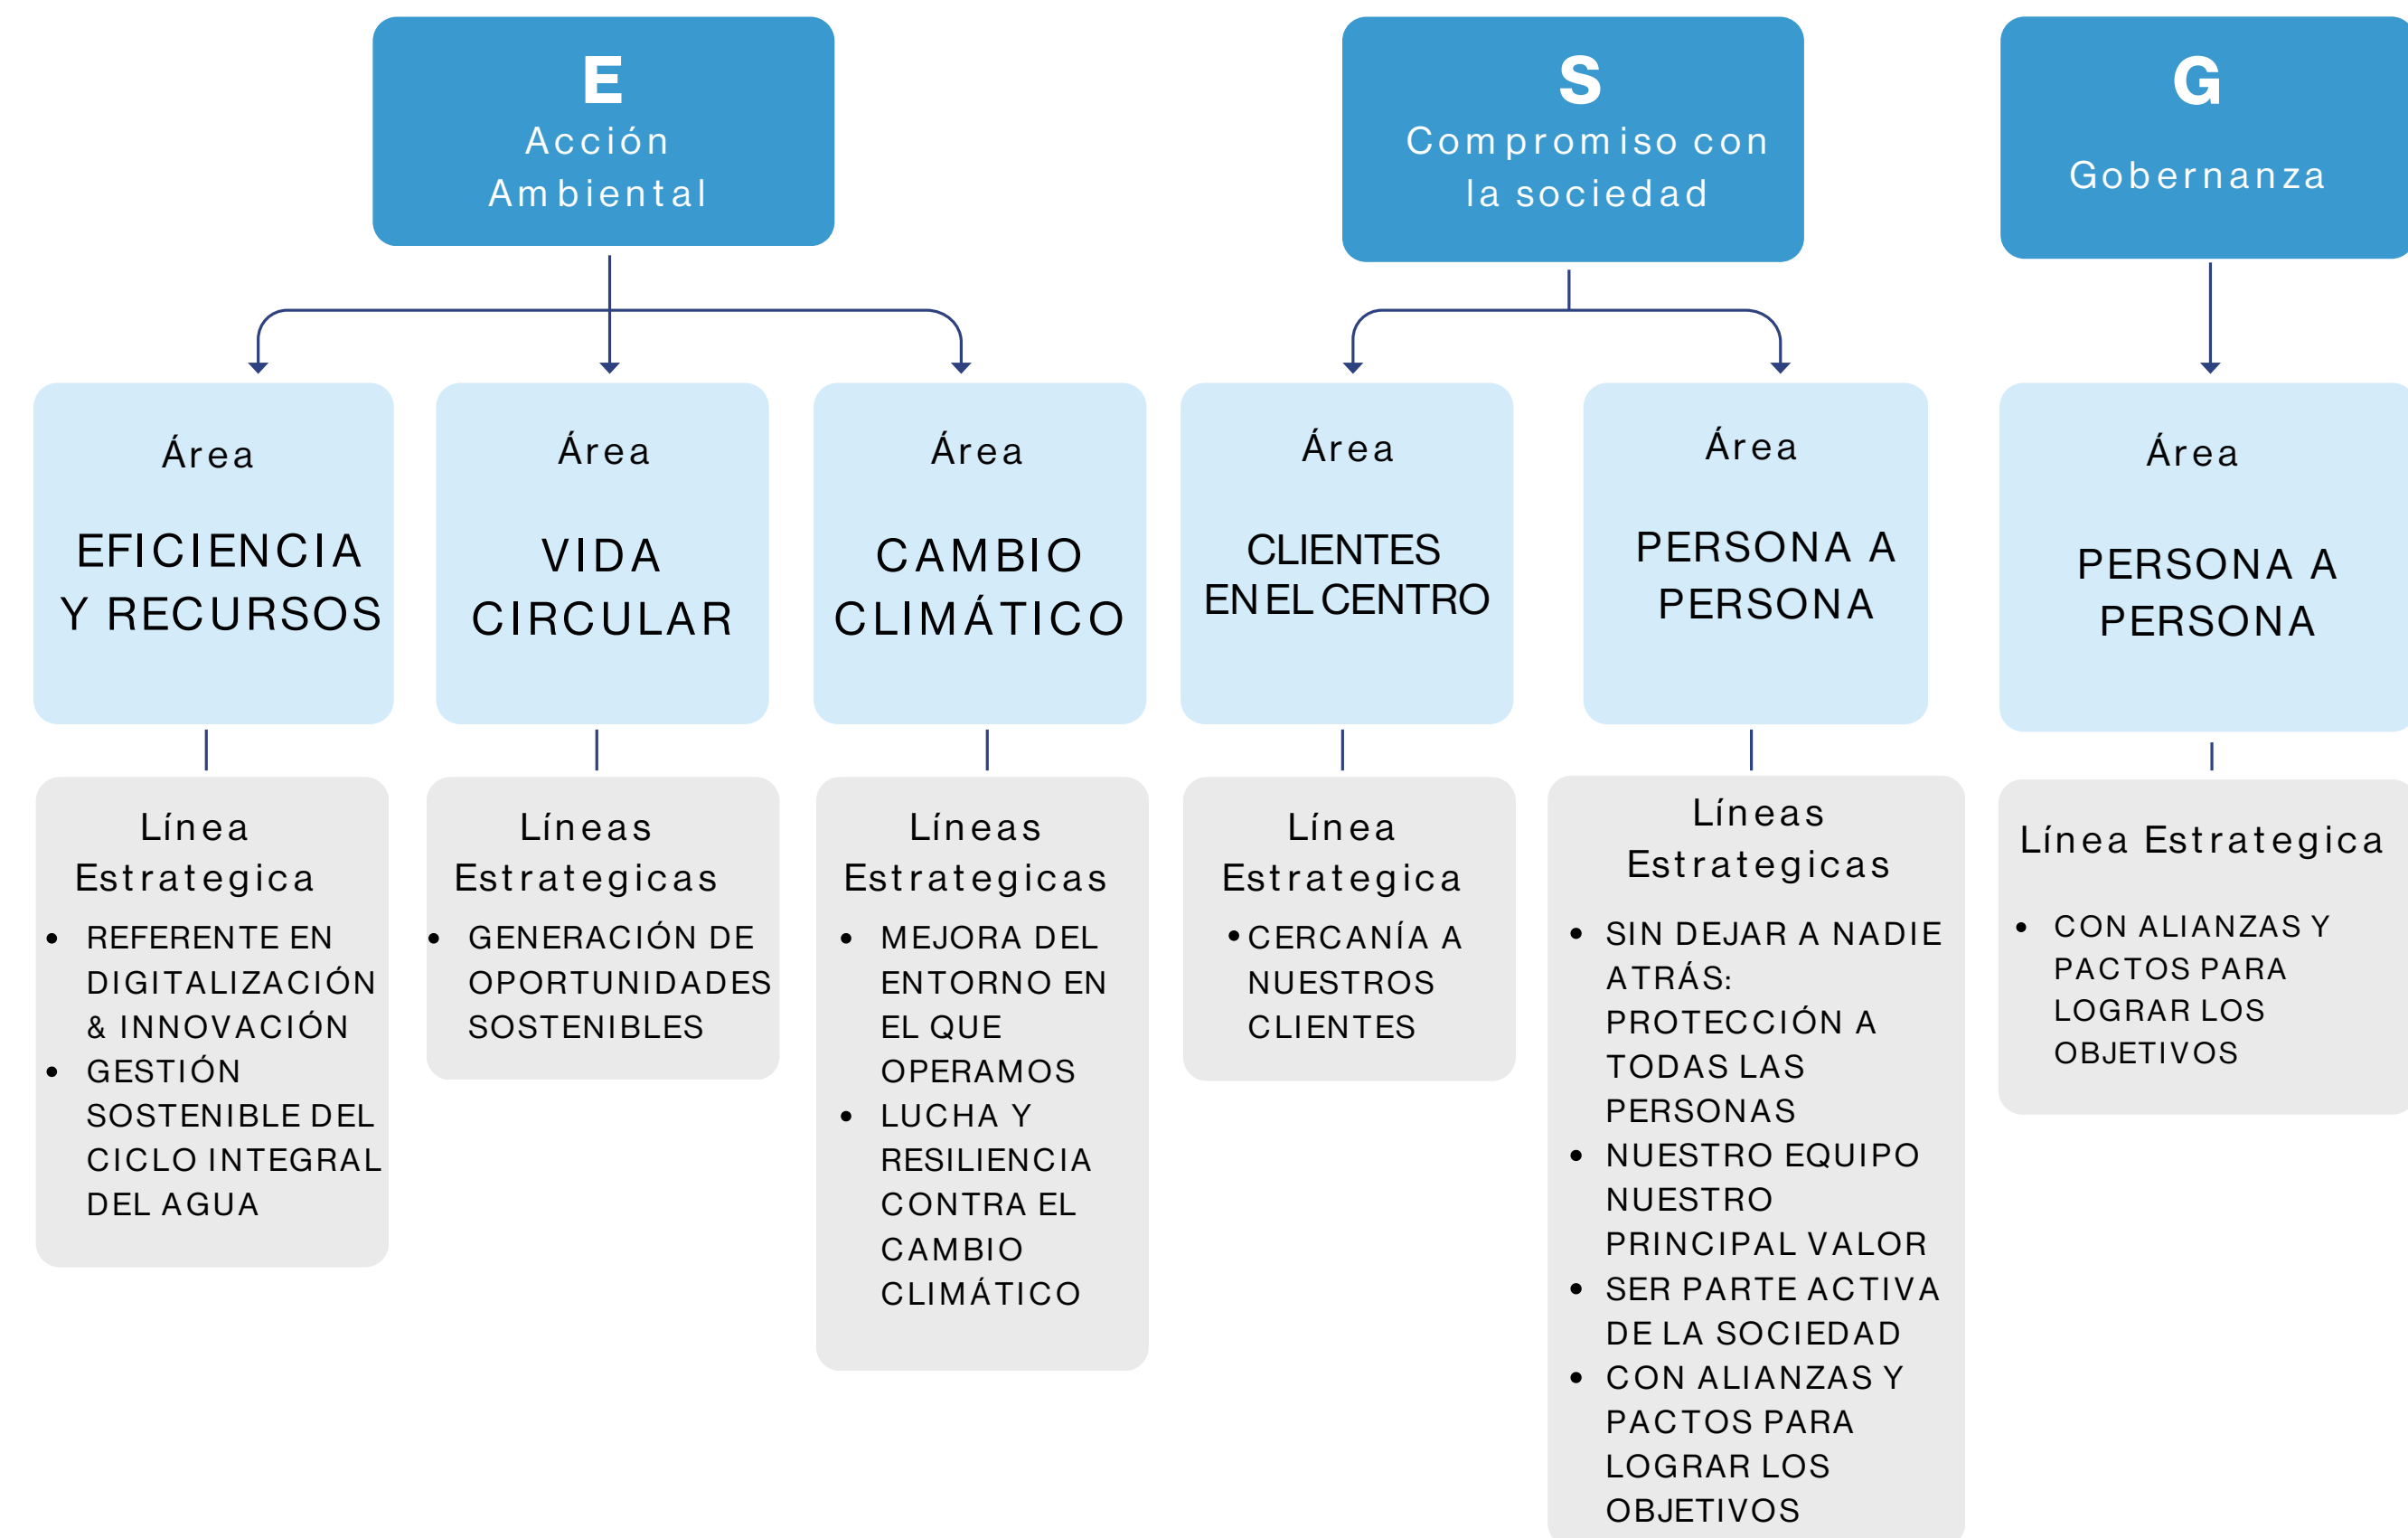 E
Acción
Ambiental
S
Compromiso con
la sociedad
G
Gobernanza
Área
EFICIENCIA
Y RECURSOS
Área
VIDA
CIRCULAR
Área
CAMBIO
CLIMÁTICO
Área
CLIENTES
EN EL CENTRO
Área
PERSONA A
PERSONA
Área
PERSONA A
PERSONA
Línea
Estrategica
• REFERENTE EN
DIGITALIZACIÓN
& INNOVACIÓN
• GESTIÓN
SOSTENIBLE DEL
CICLO INTEGRAL
DEL AGUA
Líneas
Estrategicas
• GENERACIÓN DE
OPORTUNIDADES
SOSTENIBLES
Líneas
Estrategicas
• MEJORA DEL
ENTORNO EN
EL QUE
OPERAMOS
• LUCHA Y
RESILIENCIA
CONTRA EL
CAMBIO
CLIMÁTICO
Línea
Estrategica
• CERCANÍA A
NUESTROS
CLIENTES
Líneas
Estrategicas
• SIN DEJAR A NADIE
ATRÁS:
PROTECCIÓN A
TODAS LAS
PERSONAS
• NUESTRO EQUIPO
NUESTRO
PRINCIPAL VALOR
• SER PARTE ACTIVA
DE LA SOCIEDAD
• CON ALIANZAS Y
PACTOS PARA
LOGRAR LOS
OBJETIVOS
Línea Estrategica
• CON ALIANZAS Y
PACTOS PARA
LOGRAR LOS
OBJETIVOS